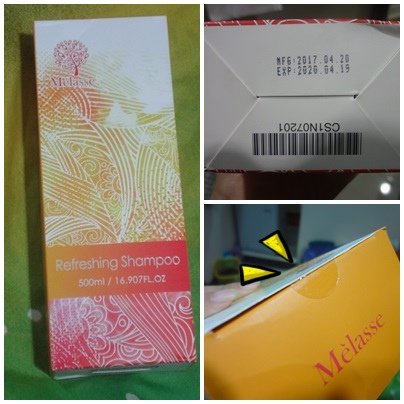 Mèlasse
Refreshing Shampoo
500ml / 16.907FL.OZ
MFG:2017.04.20
EXP:2020.04.19
CS1N07201
Mèlasse